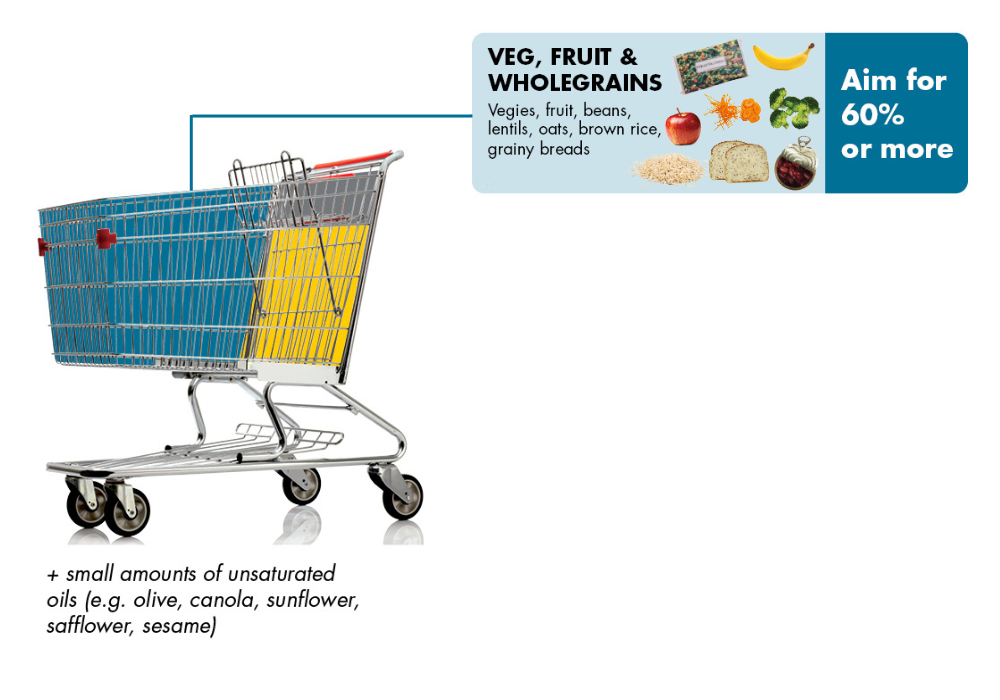 VEG, FRUIT &
WHOLEGRAINS
Vegies, fruit, beans,
lentils, oats, brown rice,
grainy breads
Aim for
60%
or more
+ small amounts of unsaturated
oils (e.g. olive, canola, sunflower,
safflower, sesame)